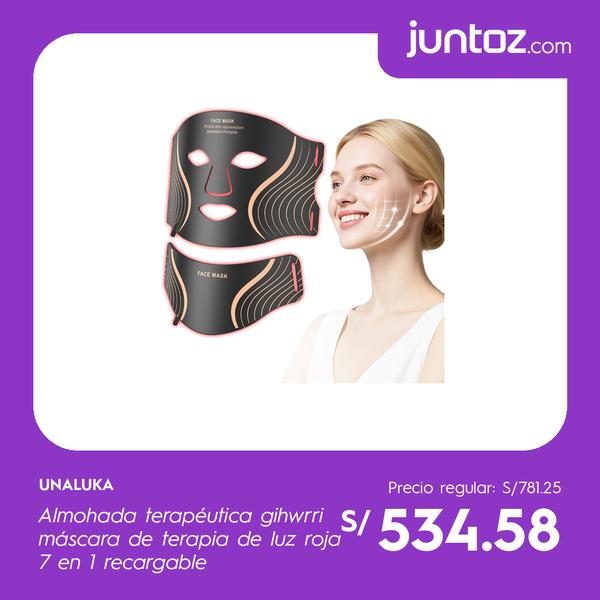 juntoz.com
FACE MASK
FACE MASK
UNALUKA
Precio regular: S/781.25
Almohada terapéutica gihwrri
máscara de terapia de luz roja
7 en 1 recargable
S/ 534.58